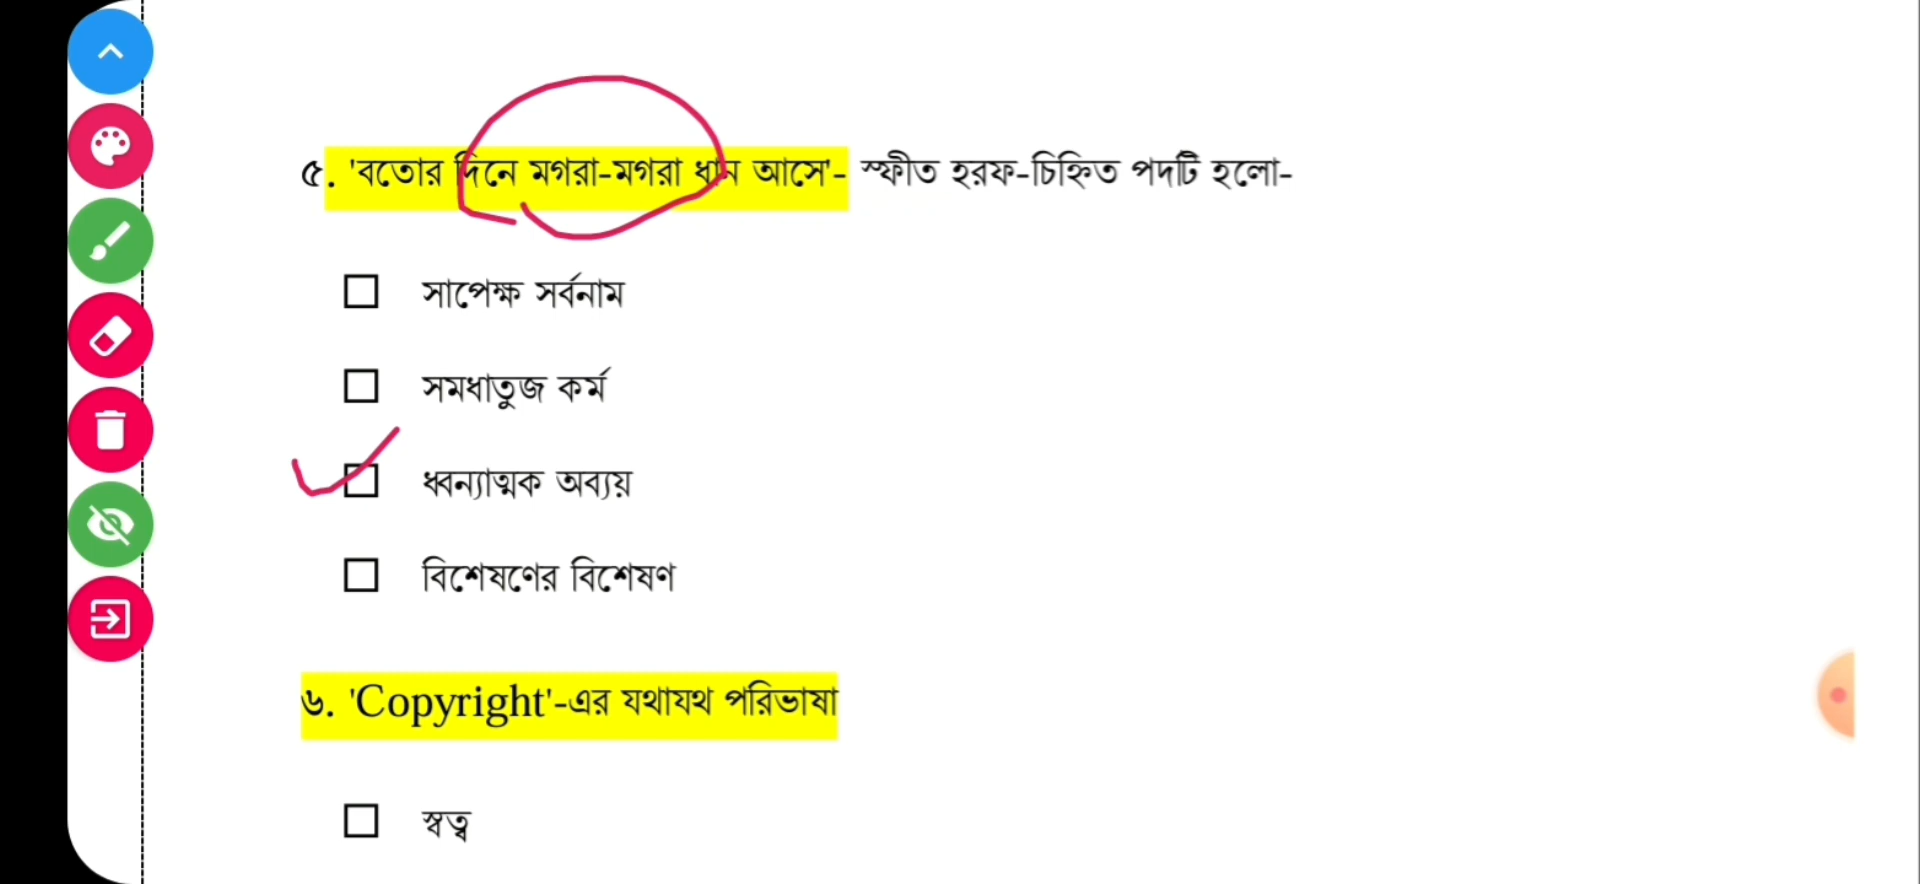 ৫. 'বতোর দিনে মগরা-মগরা ধান আসে'- স্ফীত হরফ-চিহ্নিত পদটি হলো-
সাপেক্ষ সর্বনাম
সমধাতুজ কর্ম
ধ্বন্যাত্মক অব্যয়
বিশেষণের বিশেষণ
৬. 'Copyright'-এর যথাযথ পরিভাষা
স্বত্ব